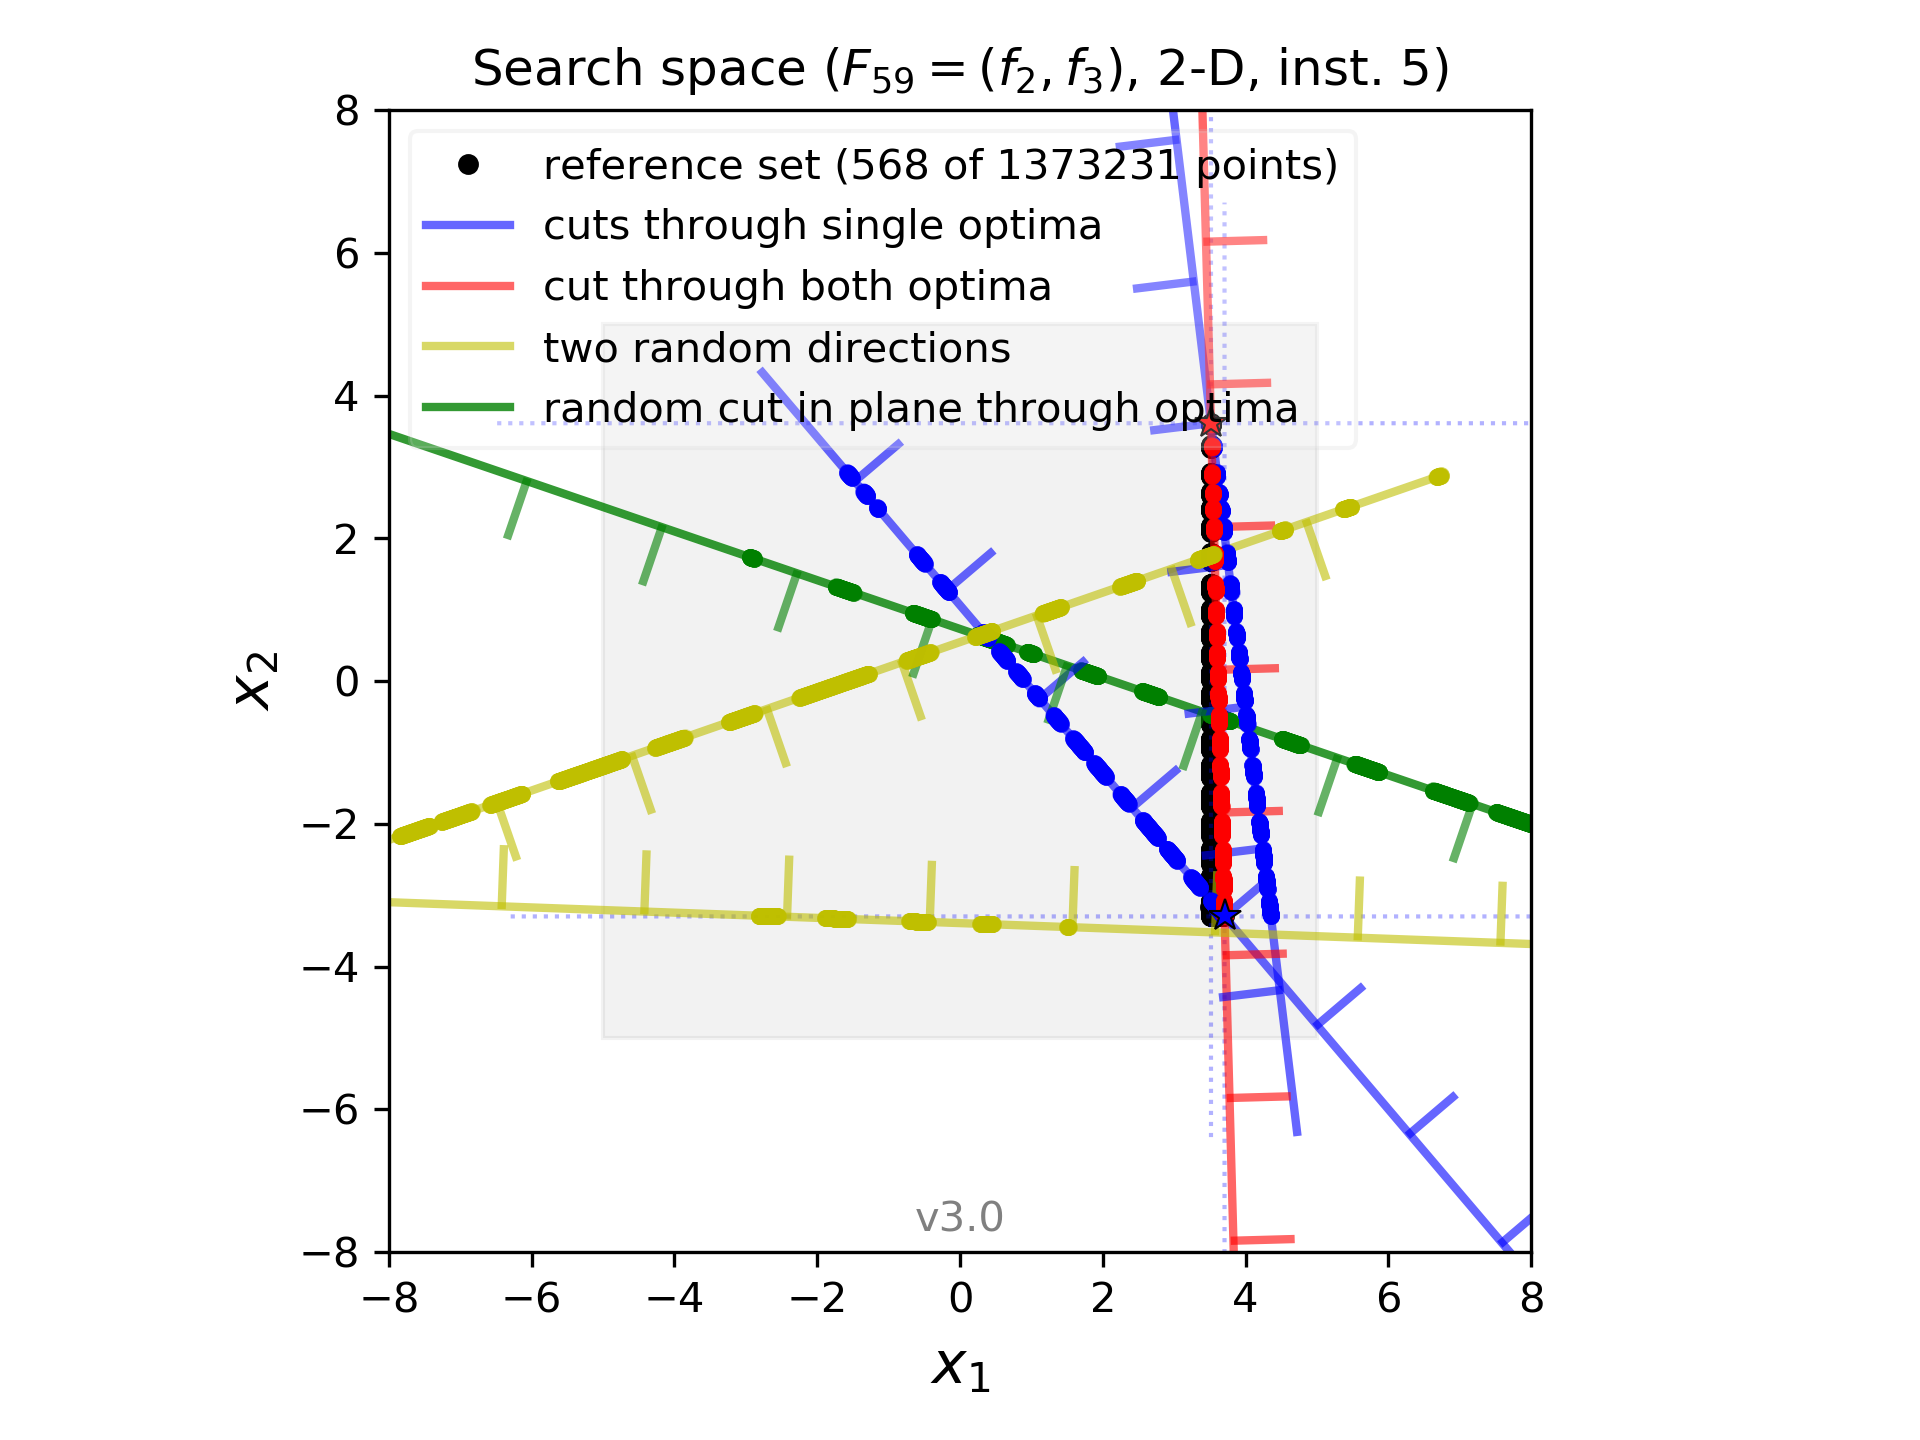 Search space (F₅₉ = (f₂, f₃), 2-D, inst. 5)
reference set (568 of 1373231 points)
cuts through single optima
cut through both optima
two random directions
random cut in plane through optima
8
6
4
2
0
−2
−4
−6
−8
x₂
v3.0
−8 −6 −4 −2 0 2 4 6 8
x₁